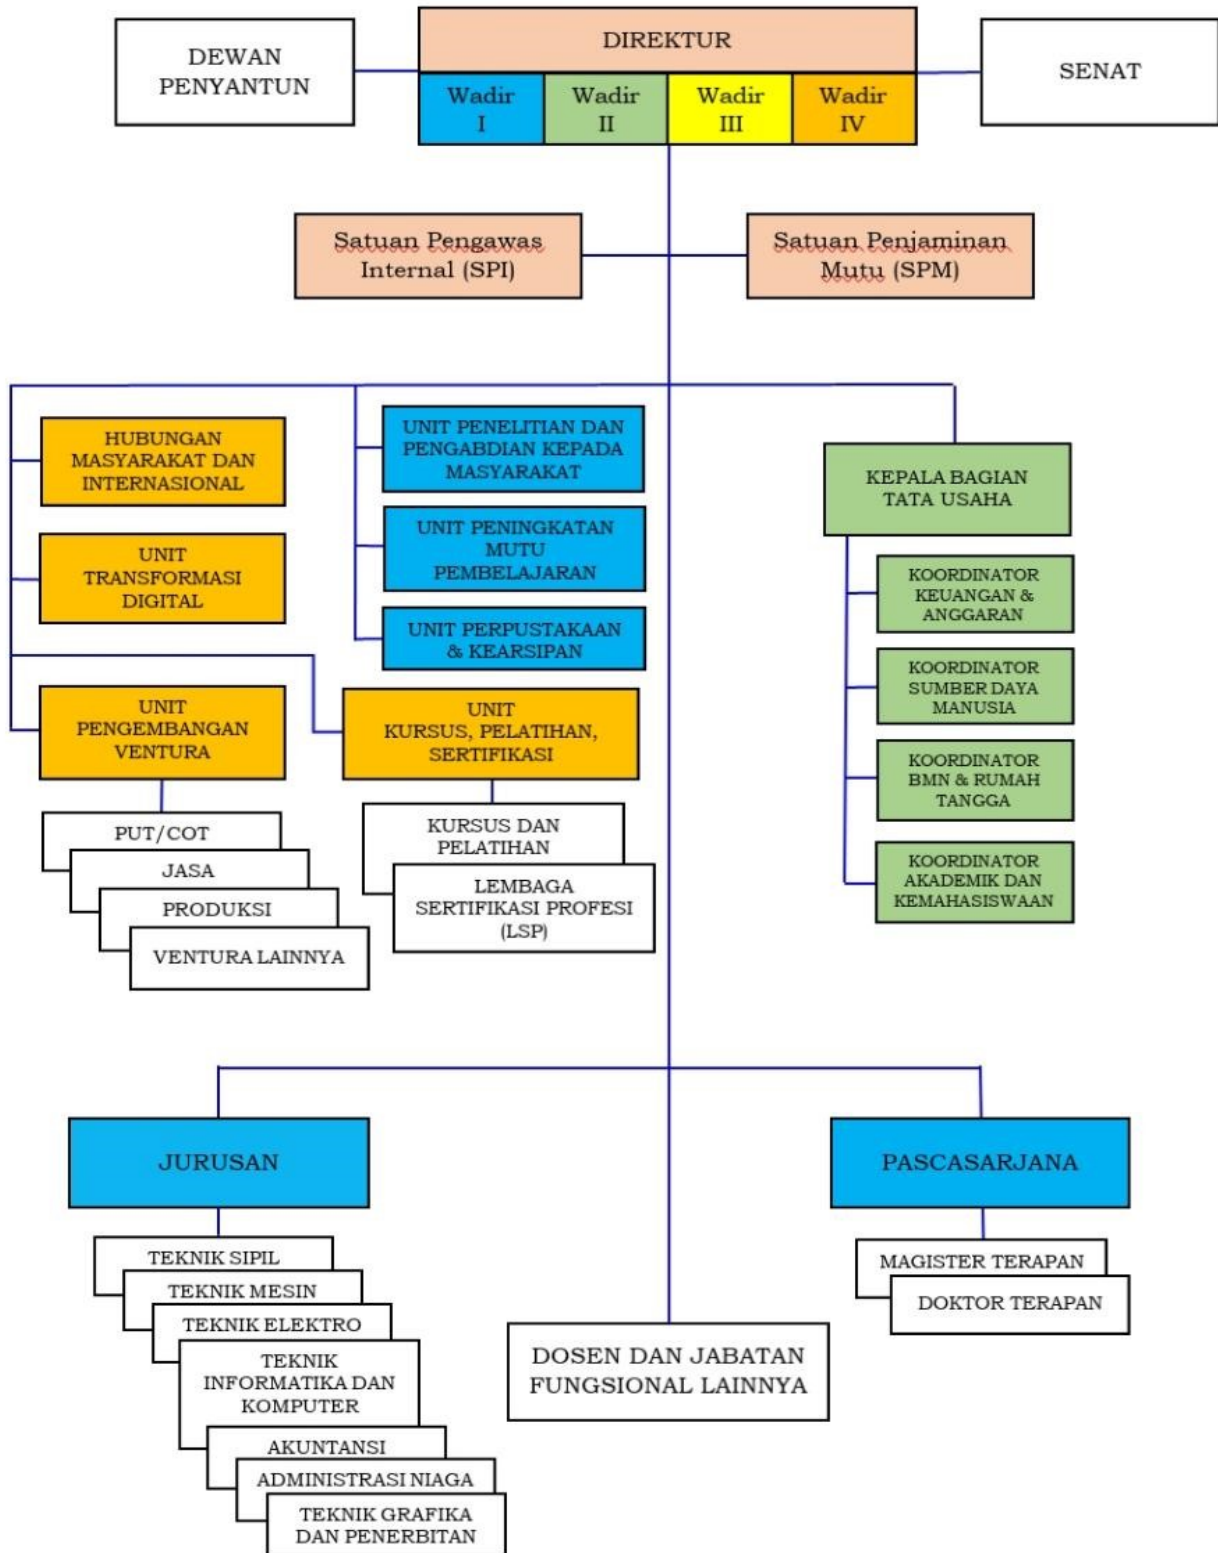 DIREKTUR
DEWAN
PENYANTUN
SENAT
Wadir
I
Wadir
II
Wadir
III
Wadir
IV
Satuan Pengawas
Internal (SPI)
Satuan Penjaminan
Mutu (SPM)
HUBUNGAN
MASYARAKAT DAN
INTERNASIONAL
UNIT
TRANSFORMASI
DIGITAL
UNIT
PENGEMBANGAN
VENTURA
PUT/COT
JASA
PRODUKSI
VENTURA LAINNYA
UNIT PENELITIAN DAN
PENGABDIAN KEPADA
MASYARAKAT
UNIT PENINGKATAN
MUTU
PEMBELAJARAN
UNIT PERPUSTAKAAN
& KEARSIPAN
UNIT
KURSUS, PELATIHAN,
SERTIFIKASI
KURSUS DAN
PELATIHAN
LEMBAGA
SERTIFIKASI PROFESI
(LSP)
KEPALA BAGIAN
TATA USAHA
KOORDINATOR
KEUANGAN &
ANGGARAN
KOORDINATOR
SUMBER DAYA
MANUSIA
KOORDINATOR
BMN & RUMAH
TANGGA
KOORDINATOR
AKADEMIK DAN
KEMAHASISWAAN
JURUSAN
TEKNIK SIPIL
TEKNIK MESIN
TEKNIK ELEKTRO
TEKNIK
INFORMATIKA DAN
KOMPUTER
AKUNTANSI
ADMINISTRASI NIAGA
TEKNIK GRAFIKA
DAN PENERBITAN
DOSEN DAN JABATAN
FUNGSIONAL LAINNYA
PASCASARJANA
MAGISTER TERAPAN
DOKTOR TERAPAN